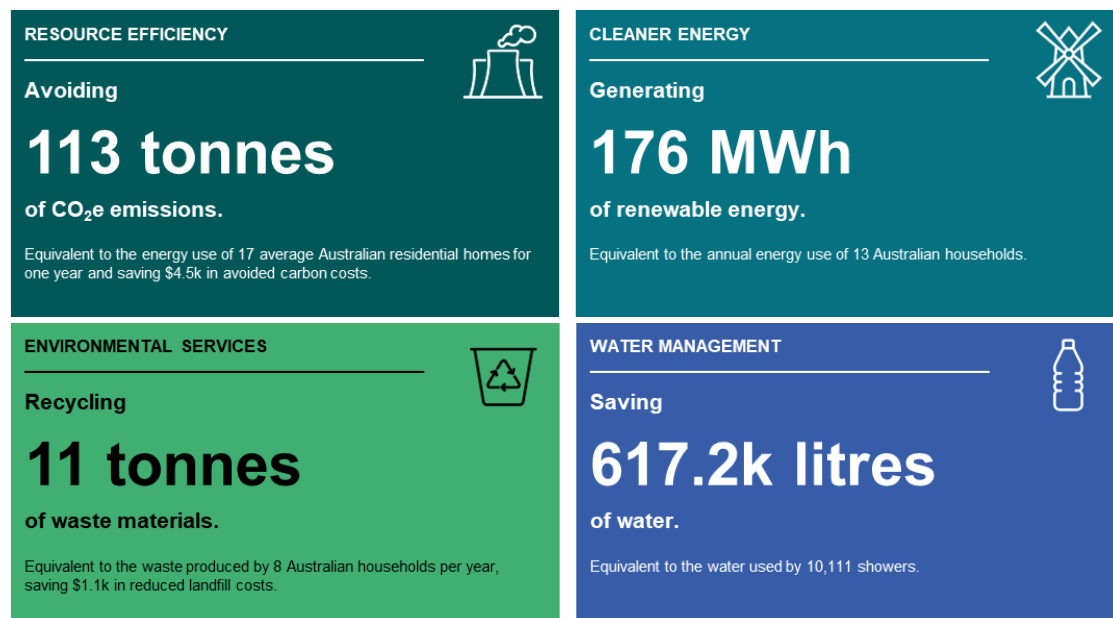 RESOURCE EFFICIENCY
Avoiding
113 tonnes
of CO₂e emissions.
Equivalent to the energy use of 17 average Australian residential homes for
one year and saving $4.5k in avoided carbon costs.
CLEANER ENERGY
Generating
176 MWh
of renewable energy.
Equivalent to the annual energy use of 13 Australian households.
ENVIRONMENTAL SERVICES
Recycling
11 tonnes
of waste materials.
Equivalent to the waste produced by 8 Australian households per year,
saving $1.1k in reduced landfill costs.
WATER MANAGEMENT
Saving
617.2k litres
of water.
Equivalent to the water used by 10,111 showers.